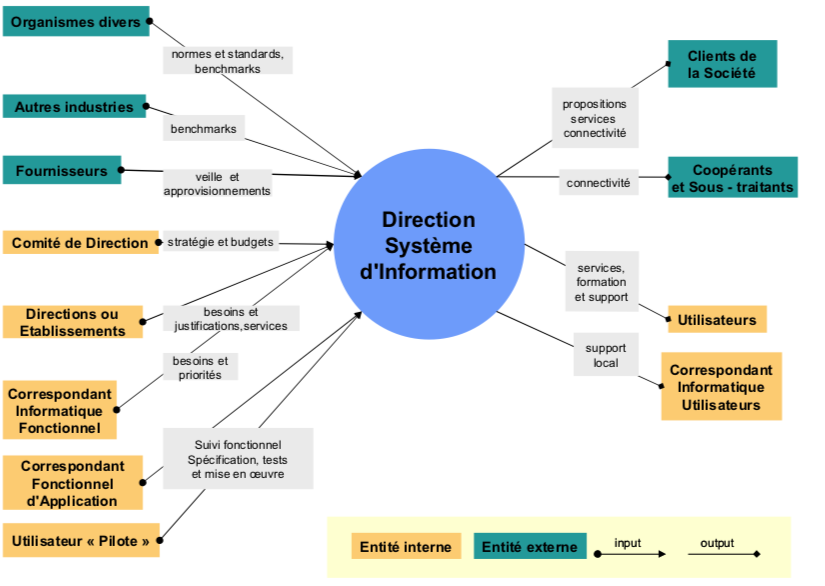 Organismes divers
normes et standards,
benchmarks
Autres industries
benchmarks
Fournisseurs
veille et
approvisionnements
Comité de Direction
stratégie et budgets
Directions ou
Etablissements
besoins et
justifications,services
besoins et
priorités
Correspondant
Informatique
Fonctionnel
Correspondant
Fonctionnel
d'Application
Suivi fonctionnel
Spécification, tests
et mise en œuvre
Utilisateur « Pilote »
Direction
Système
d'Information
Clients de
la Société
propositions
services
connectivité
Coopérants
et Sous - traitants
connectivité
services,
formation
et support
Utilisateurs
support
local
Correspondant
Informatique
Utilisateurs
Entité interne
Entité externe
input
output